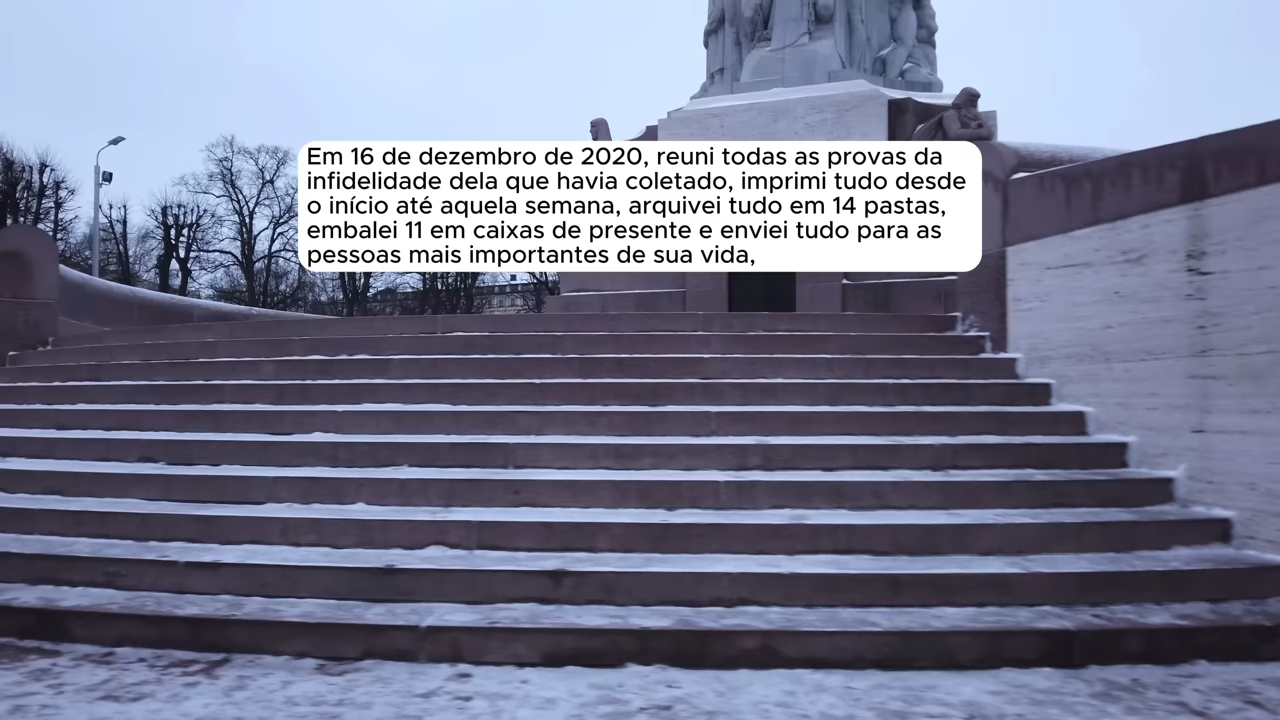 Em 16 de dezembro de 2020, reuni todas as provas da
infidelidade dela que havia coletado, imprimi tudo desde
o início até aquela semana, arquivei tudo em 14 pastas,
embalei 11 em caixas de presente e enviei tudo para as
pessoas mais importantes de sua vida,